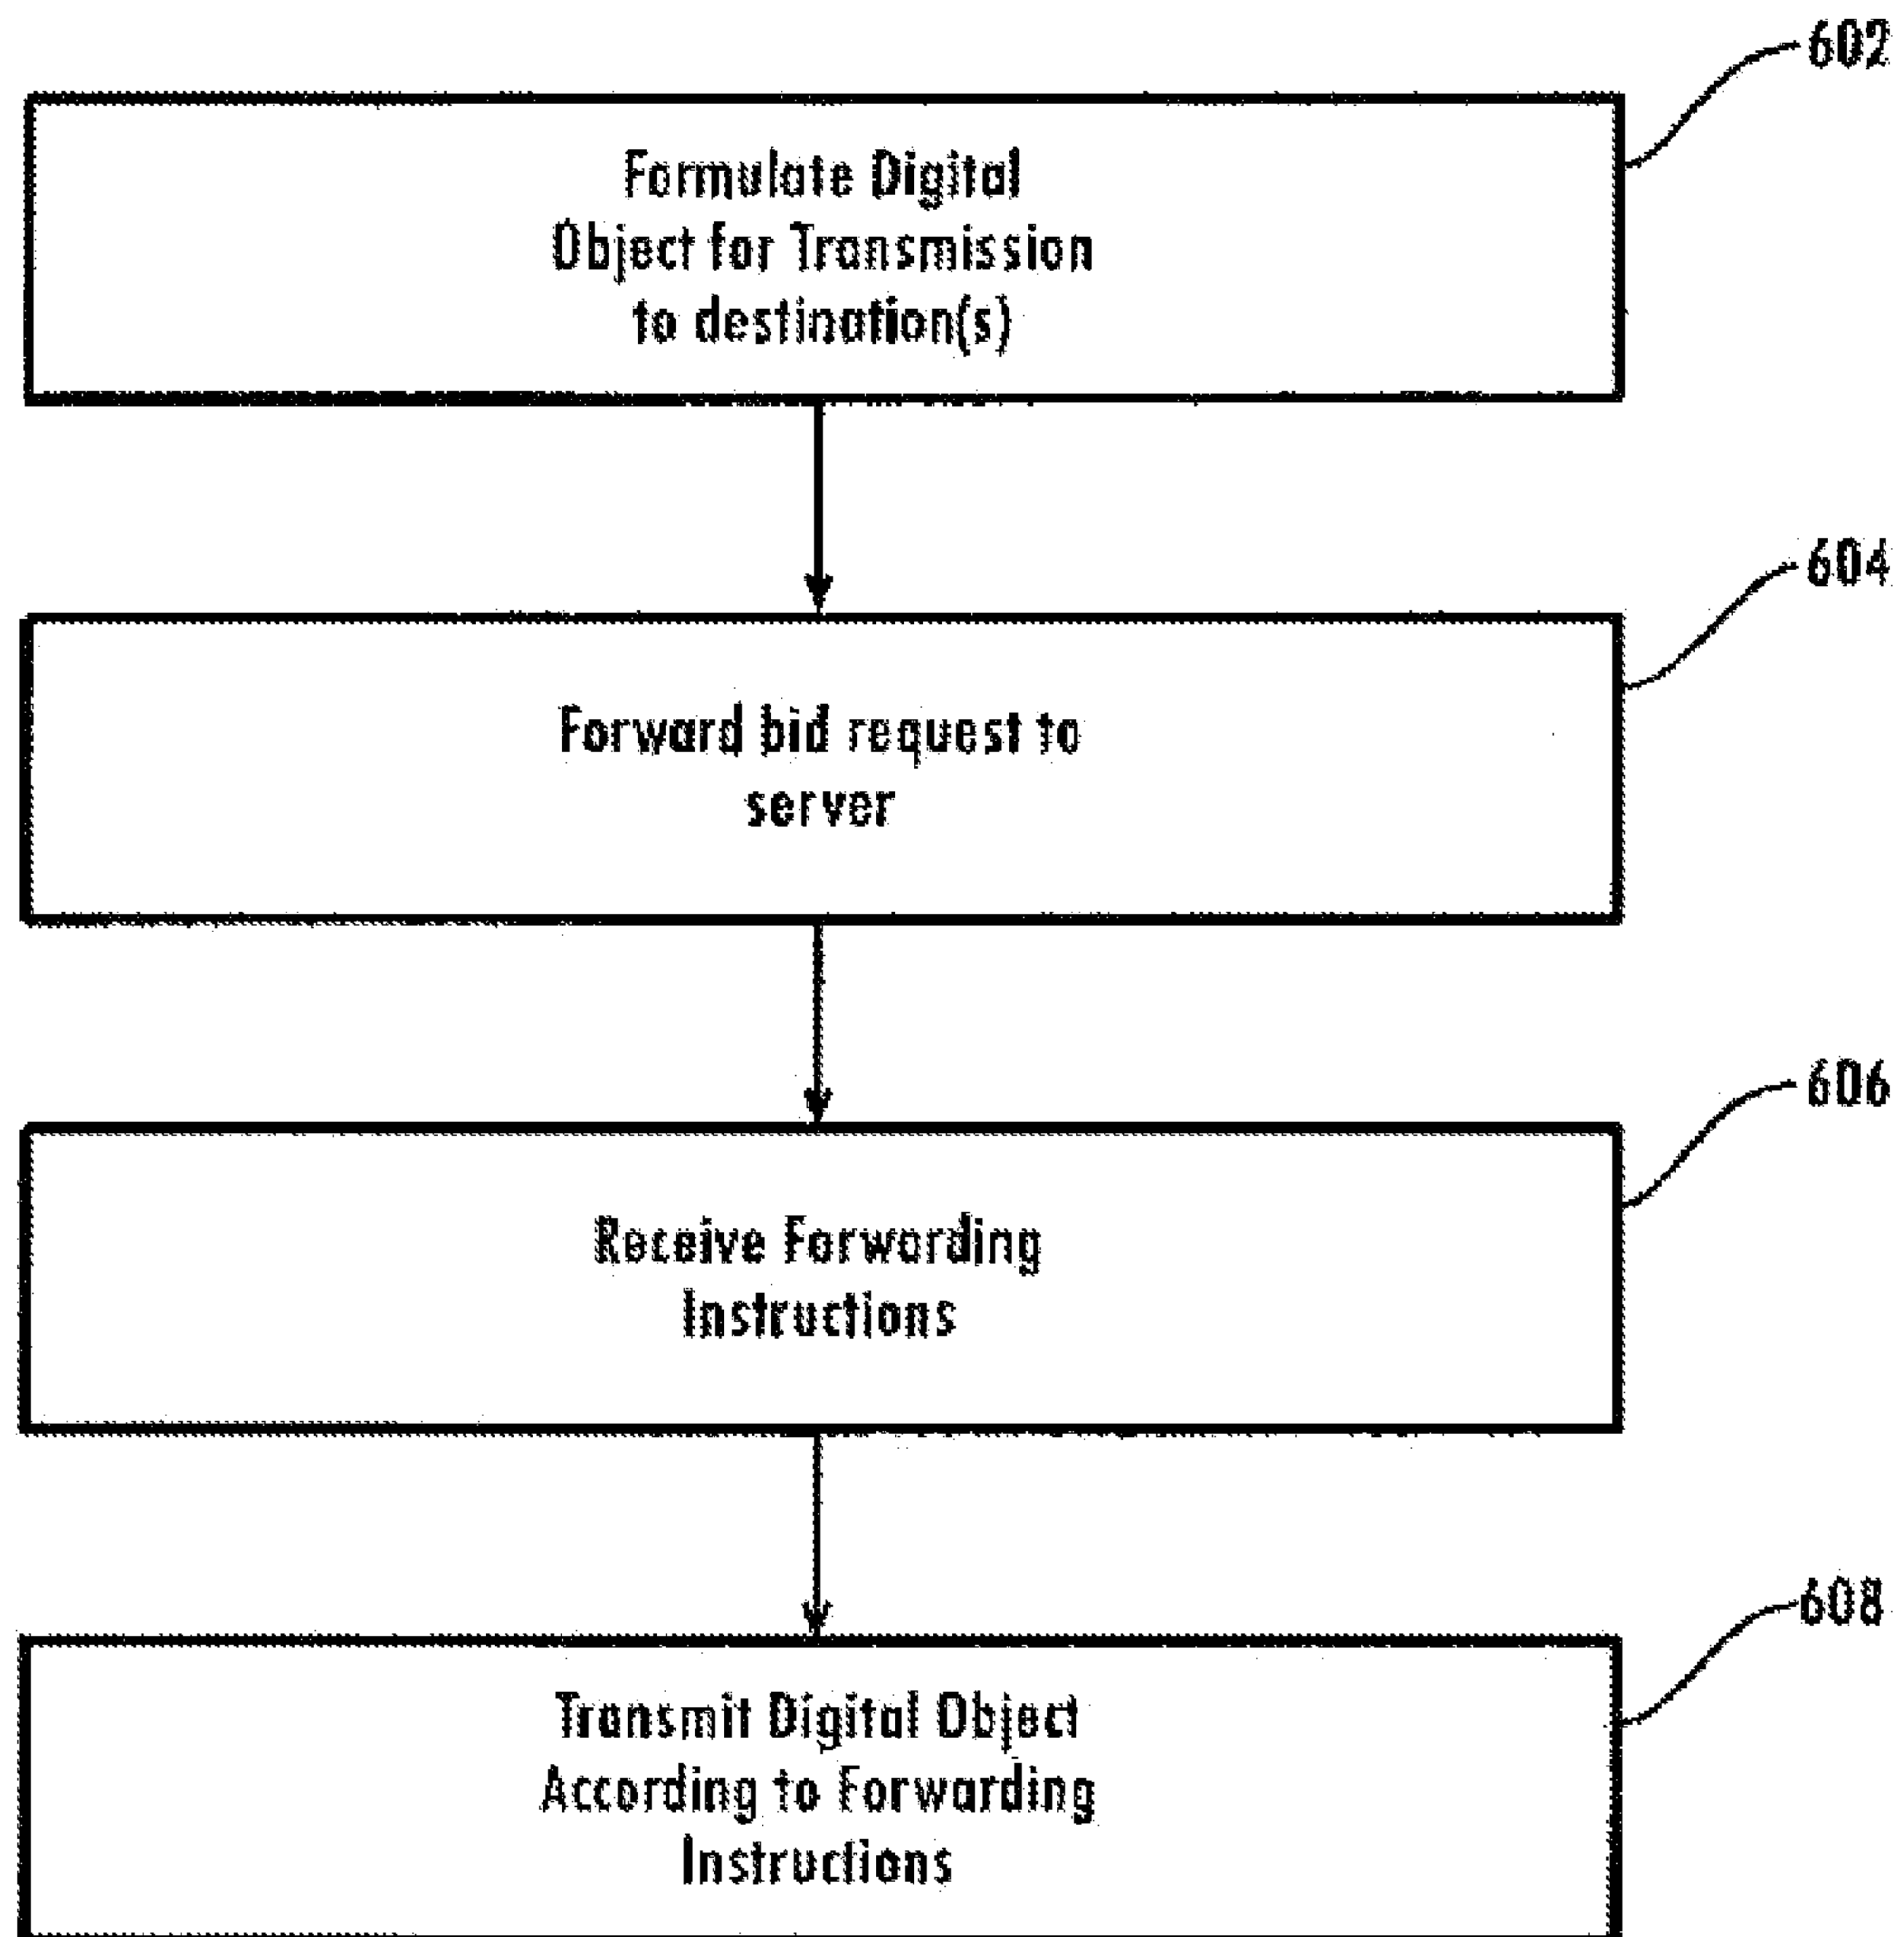 602
Formulate Digital
Object for Transmission
to destination(s)
604
Forward bid request to
server
606
Receive Forwarding
Instructions
608
Transmit Digital Object
According to Forwarding
Instructions